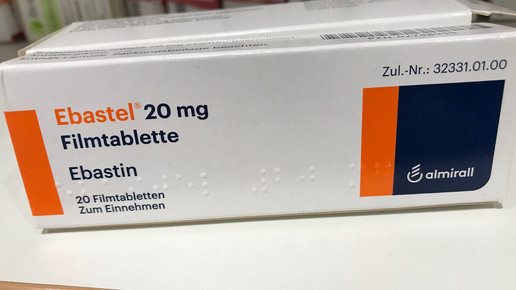 Zul.-Nr.: 32331.01.00
Ebastel® 20 mg
Filmtablette
Ebastin
20 Filmtabletten
Zum Einnehmen
almirall